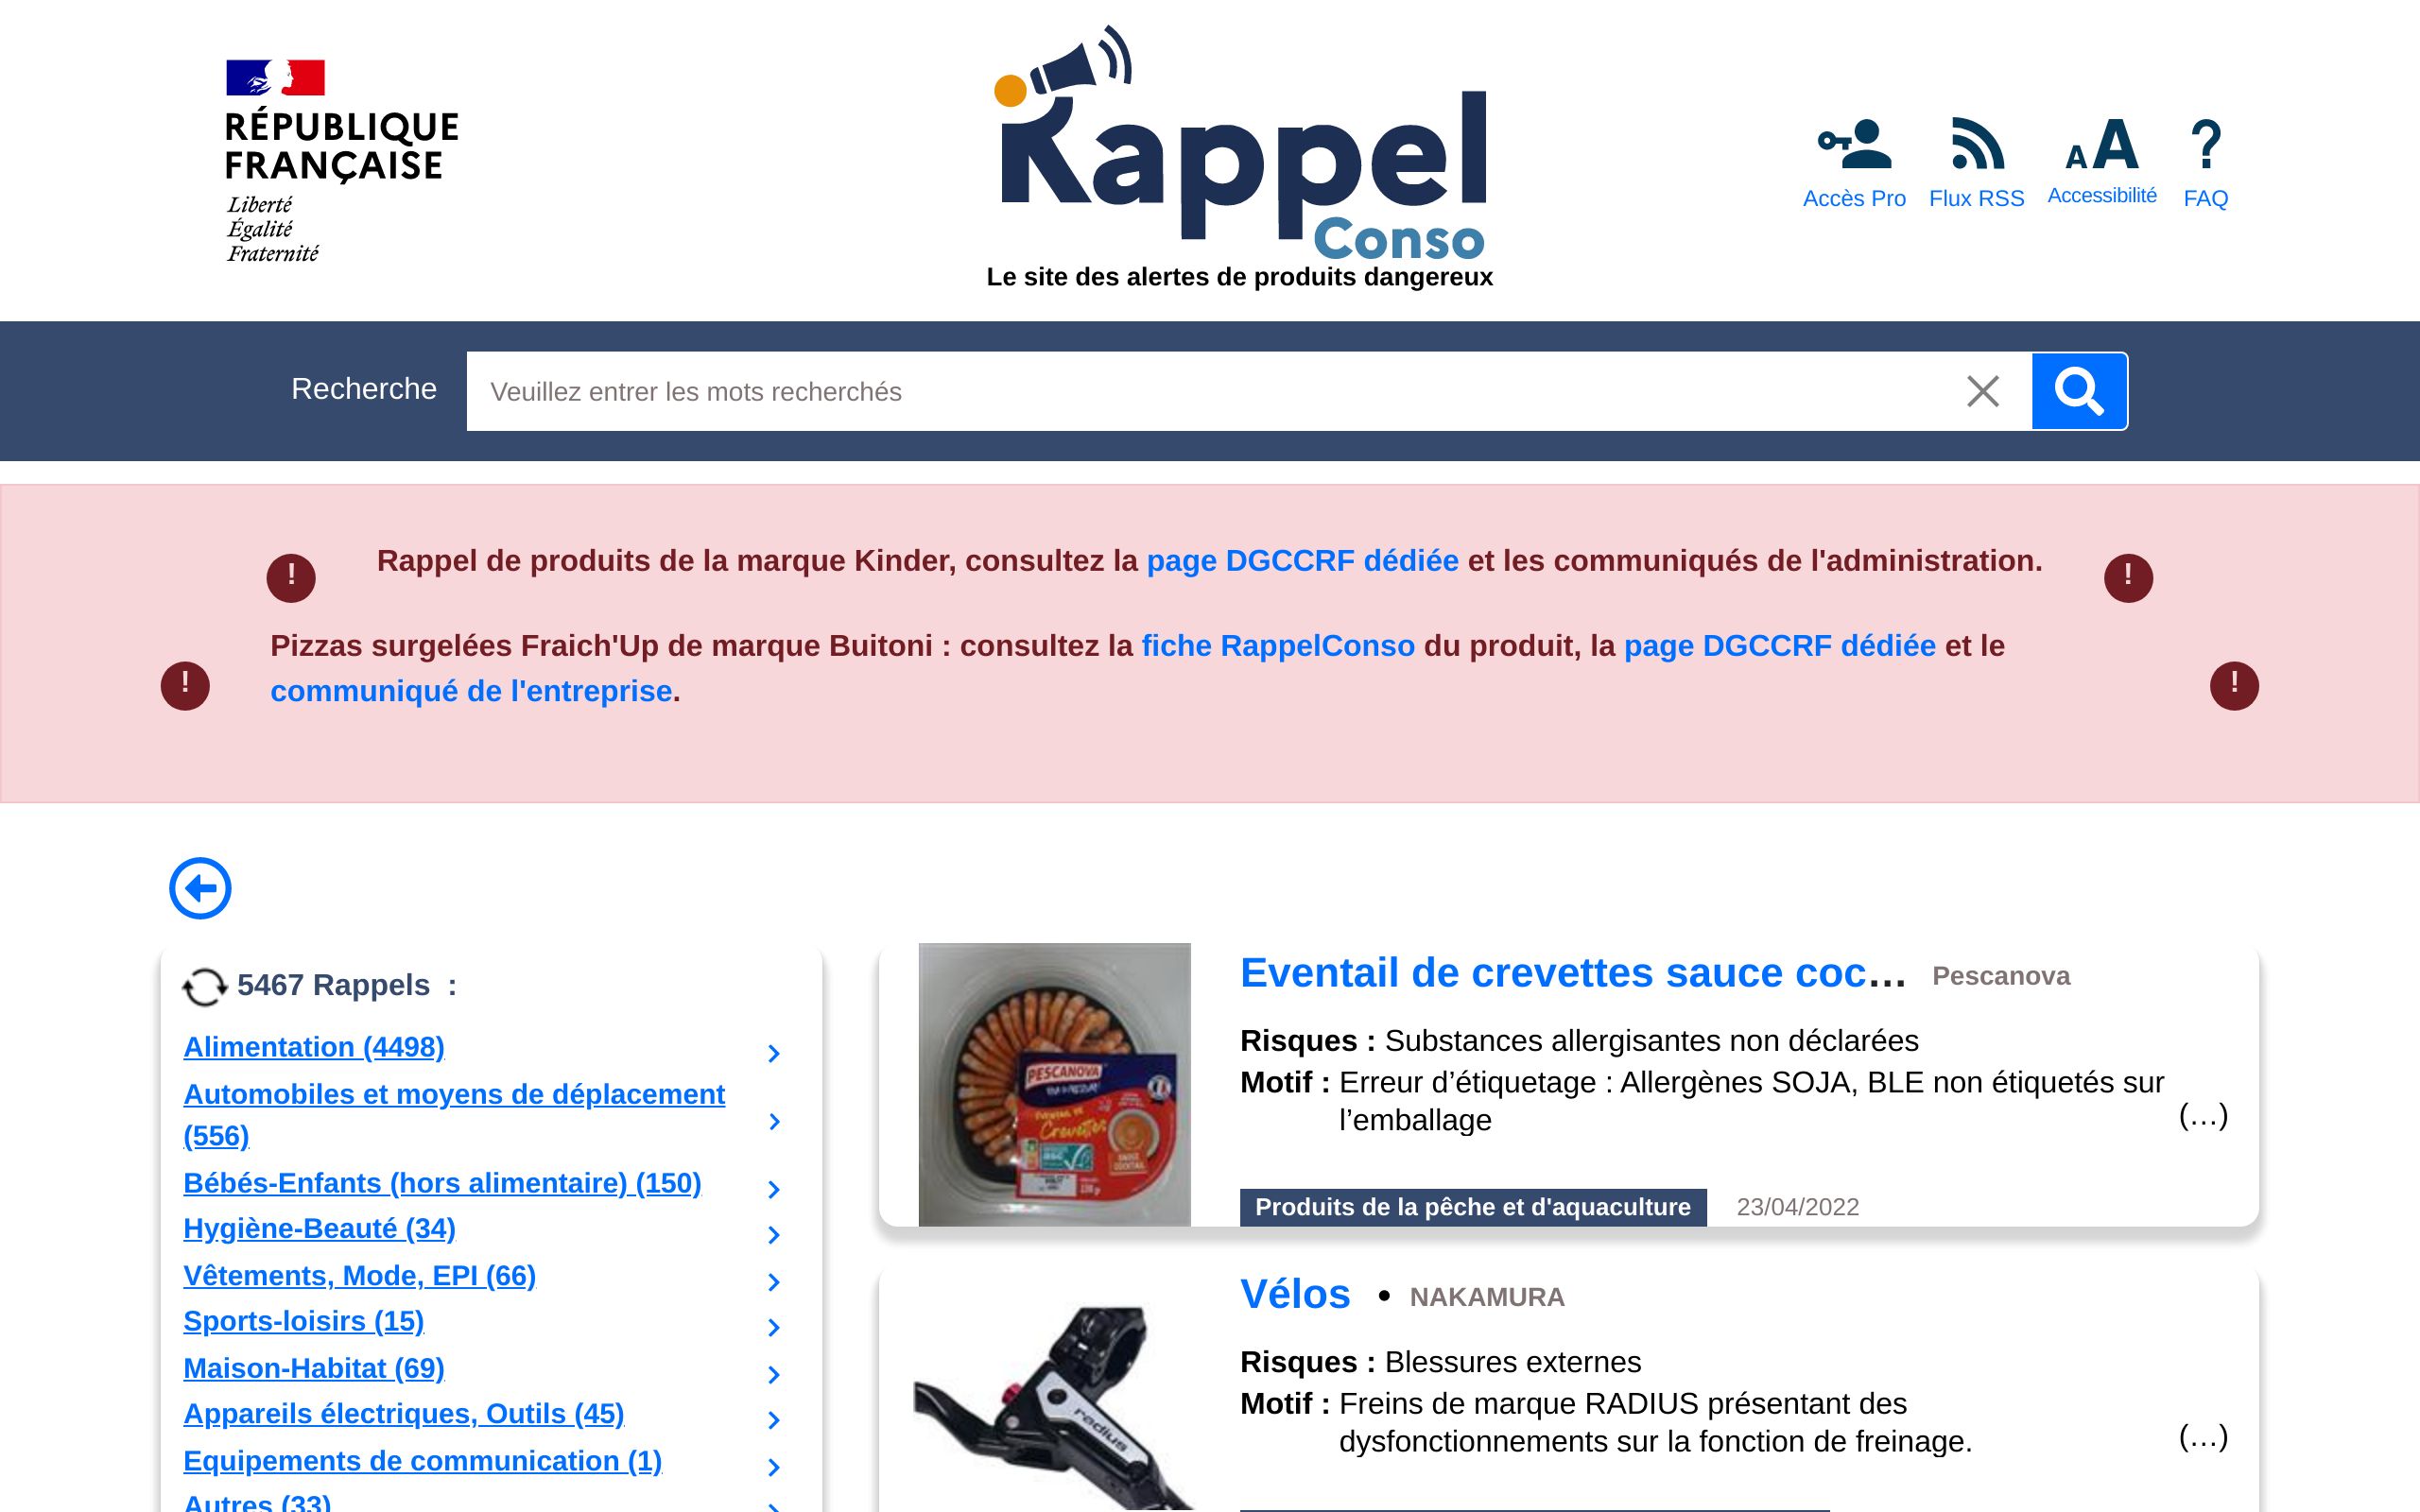 RÉPUBLIQUE
FRANÇAISE
Liberté
Égalité
Fraternité
Rappel
Conso
Le site des alertes de produits dangereux
Accès Pro
Flux RSS
Accessibilité
FAQ
Recherche
Veuillez entrer les mots recherchés
! Rappel de produits de la marque Kinder, consultez la page DGCCRF dédiée et les communiqués de l'administration. !
! Pizzas surgelées Fraich'Up de marque Buitoni : consultez la fiche RappelConso du produit, la page DGCCRF dédiée et le !
communiqué de l'entreprise.
5467 Rappels :
Alimentation (4498)
Automobiles et moyens de déplacement
(556)
Bébés-Enfants (hors alimentaire) (150)
Hygiène-Beauté (34)
Vêtements, Mode, EPI (66)
Sports-loisirs (15)
Maison-Habitat (69)
Appareils électriques, Outils (45)
Equipements de communication (1)
Autres (33)
PESCANOVA
EVENTAIL DE
Crevettes
SAUCE
COCKTAIL
Eventail de crevettes sauce coc… Pescanova
Risques : Substances allergisantes non déclarées
Motif : Erreur d’étiquetage : Allergènes SOJA, BLE non étiquetés sur
l’emballage (…)
Produits de la pêche et d'aquaculture 23/04/2022
radius
Vélos • NAKAMURA
Risques : Blessures externes
Motif : Freins de marque RADIUS présentant des
dysfonctionnements sur la fonction de freinage. (…)